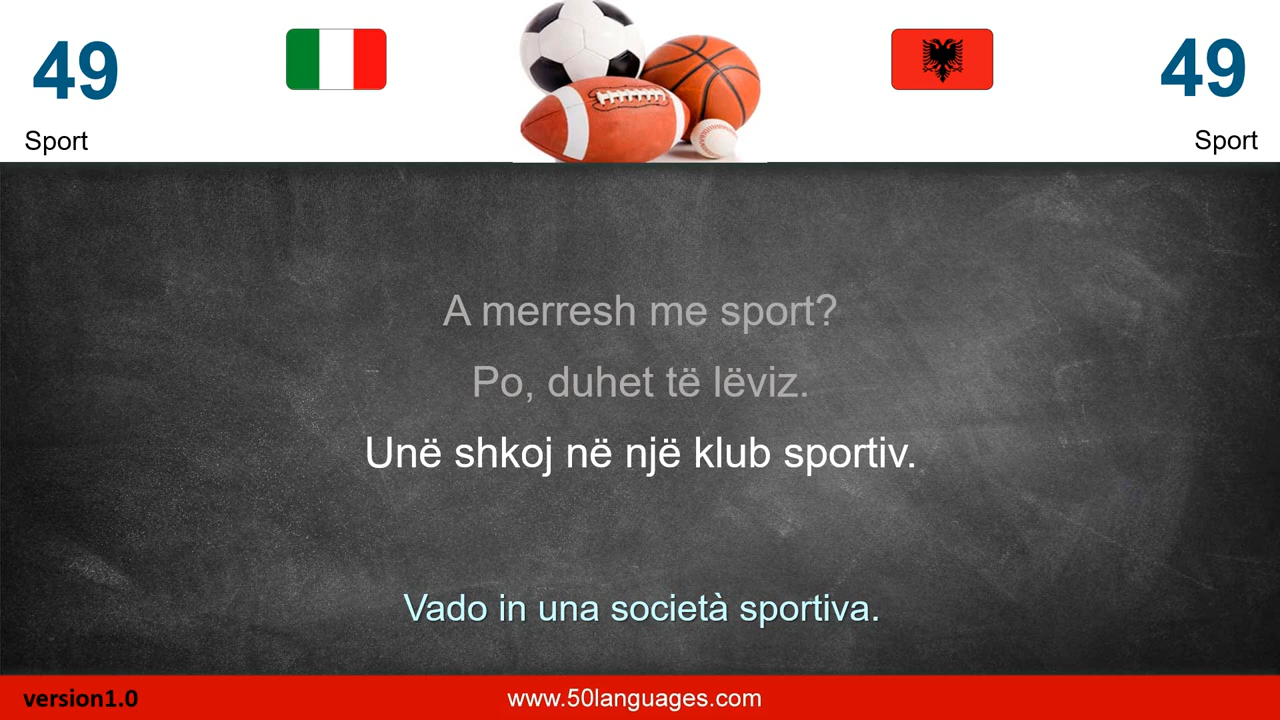 49
49
Sport
Sport
A merresh me sport?
Po, duhet të lëviz.
Unë shkoj në një klub sportiv.
Vado in una società sportiva.
version1.0
www.50languages.com